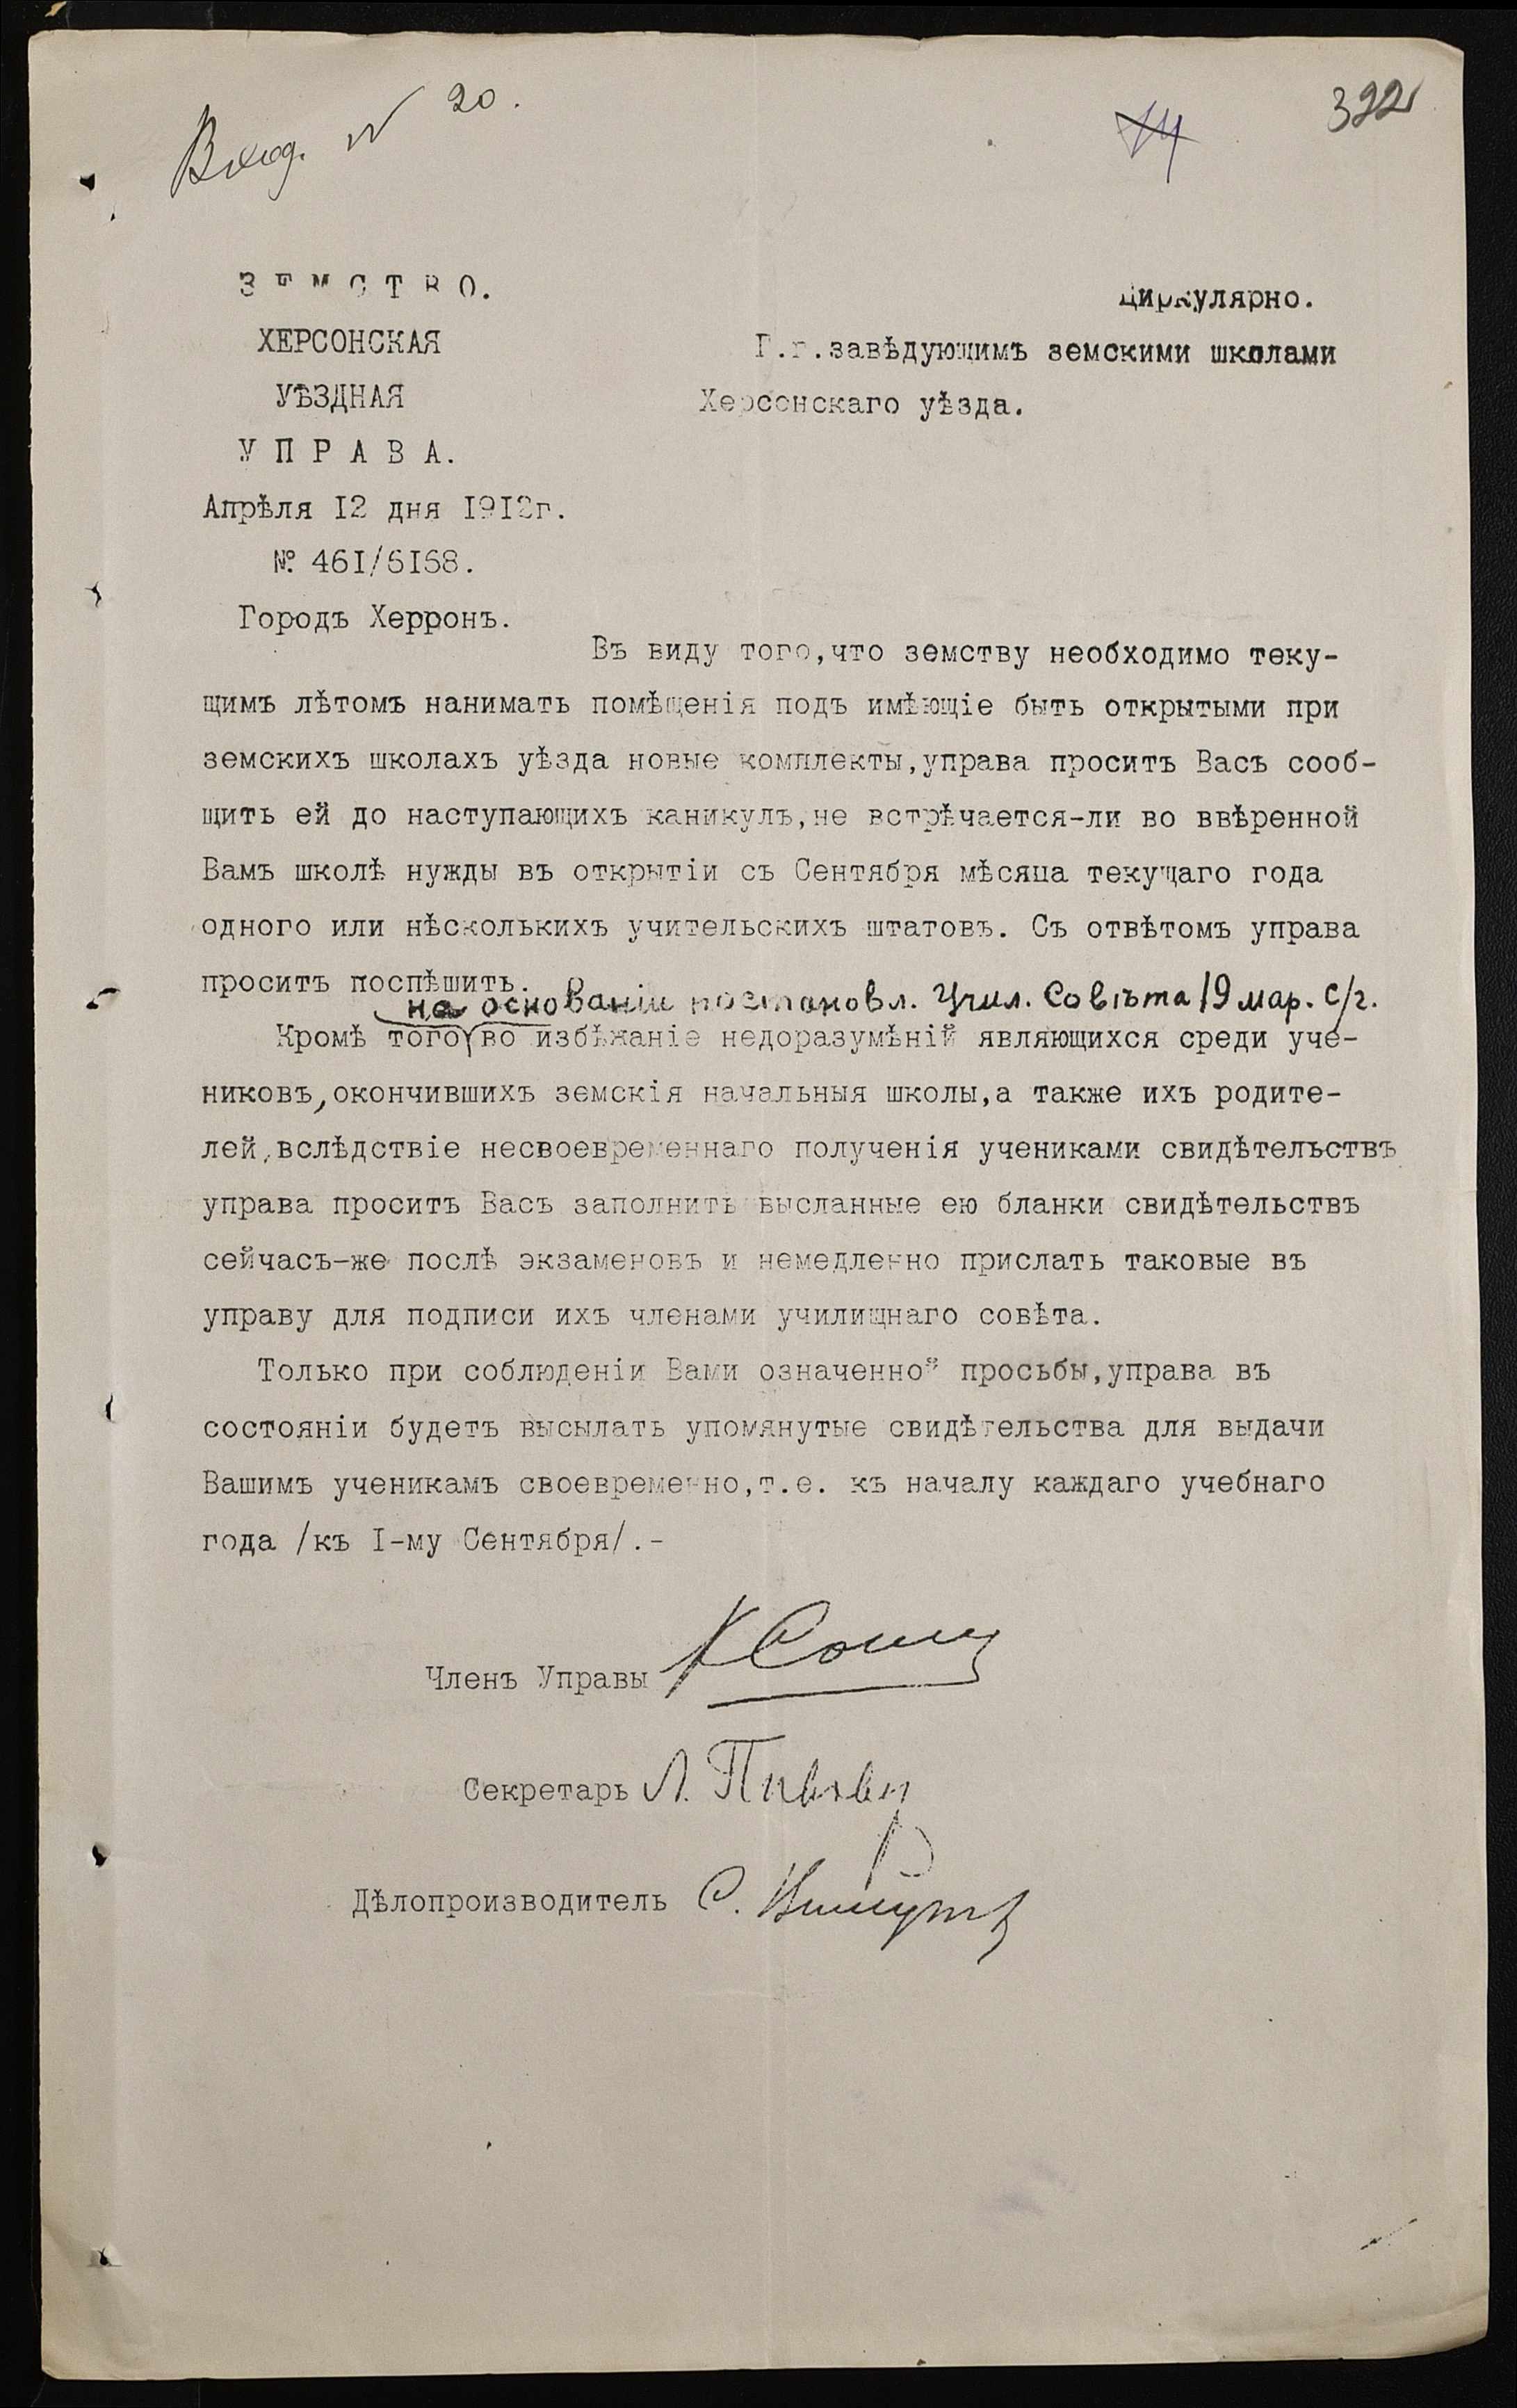 Вход. N 20.
14
322
ЗЕМСТВО.
ХЕРСОНСКАЯ
УѢЗДНАЯ
УПРАВА.
Апрѣля I2 дня I9I2г.
№ 46I/5I68.
Городъ Херронъ.
Циркулярно.
Г.г.завѣдующимъ земскими школами
Херсонскаго уѣзда.
Въ виду того,что земству необходимо теку-
щимъ лѣтомъ нанимать помѣщенія подъ имѣющіе быть открытыми при
земскихъ школахъ уѣзда новые комплекты,управа проситъ Васъ сооб-
щить ей до наступающихъ каникулъ,не встрѣчается-ли во ввѣренной
Вамъ школѣ нужды въ открытіи съ Сентября мѣсяца текущаго года
одного или нѣсколькихъ учительскихъ штатовъ. Съ отвѣтомъ управа
проситъ поспѣшить.
на основаніи постановл. Учил. Совѣта 19 мар. с/г.
Кромѣ того во избѣжаніе недоразумѣній являющихся среди уче-
никовъ,окончившихъ земскія начальныя школы,а также ихъ родите-
лей,вслѣдствіе несвоевременнаго полученія учениками свидѣтельствъ
управа проситъ Васъ заполнить высланные ею бланки свидѣтельствъ
сейчасъ-же послѣ экзаменовъ и немедленно прислать таковые въ
управу для подписи ихъ членами училищнаго совѣта.
Только при соблюденіи Вами означенной просьбы,управа въ
состояніи будетъ высылать упомянутые свидѣтельства для выдачи
Вашимъ ученикамъ своевременно,т.е. къ началу каждаго учебнаго
года /къ I-му Сентября/.-
Членъ Управы
Секретарь Л.
Дѣлопроизводитель С.